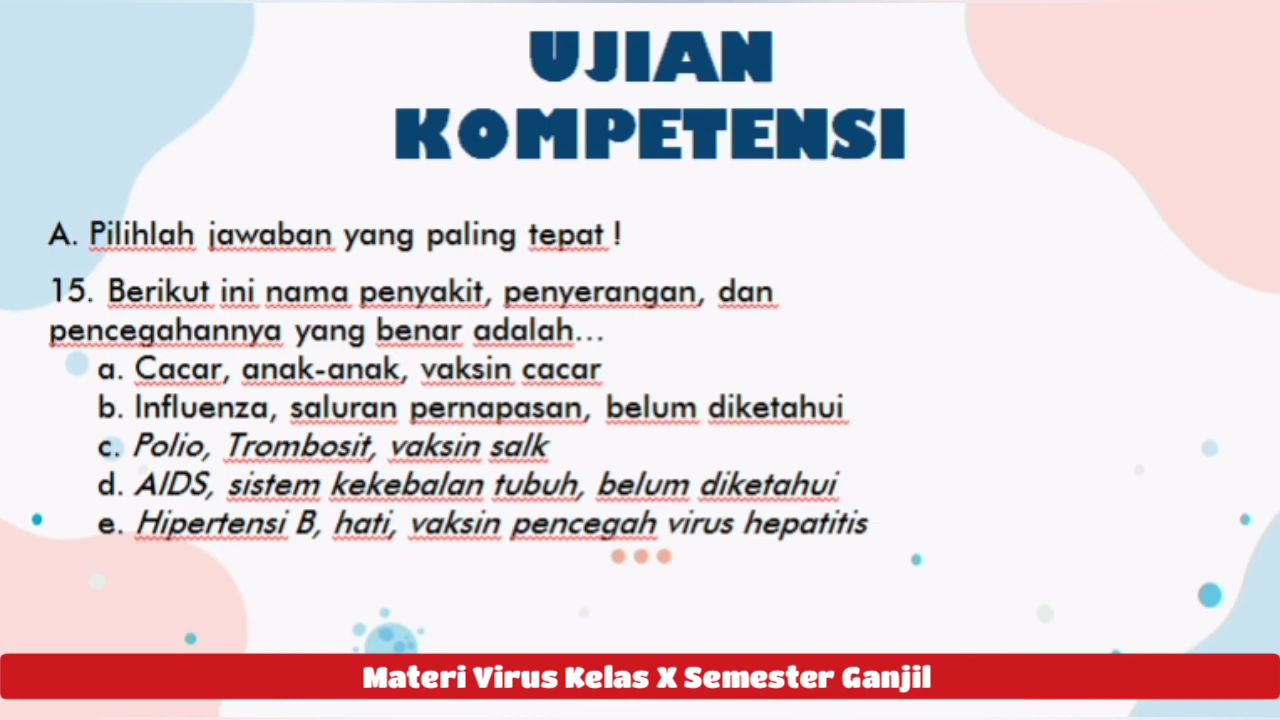 UJIAN
KOMPETENSI
A. Pilihlah jawaban yang paling tepat !
15. Berikut ini nama penyakit, penyerangan, dan
pencegahannya yang benar adalah...
a. Cacar, anak-anak, vaksin cacar
b. Influenza, saluran pernapasan, belum diketahui
c. Polio, Trombosit, vaksin salk
d. AIDS, sistem kekebalan tubuh, belum diketahui
e. Hipertensi B, hati, vaksin pencegah virus hepatitis
Materi Virus Kelas X Semester Ganjil